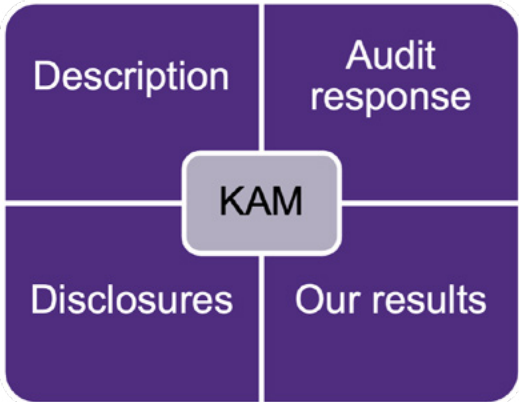 Description
Audit
response
KAM
Disclosures
Our results